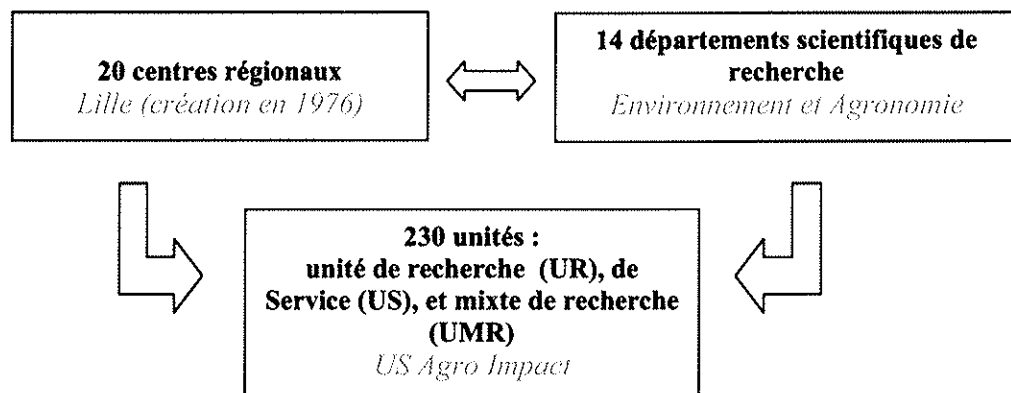 20 centres régionaux
Lille (création en 1976)
14 départements scientifiques de
recherche
Environnement et Agronomie
230 unités :
unité de recherche (UR), de
Service (US), et mixte de recherche
(UMR)
US Agro Impact